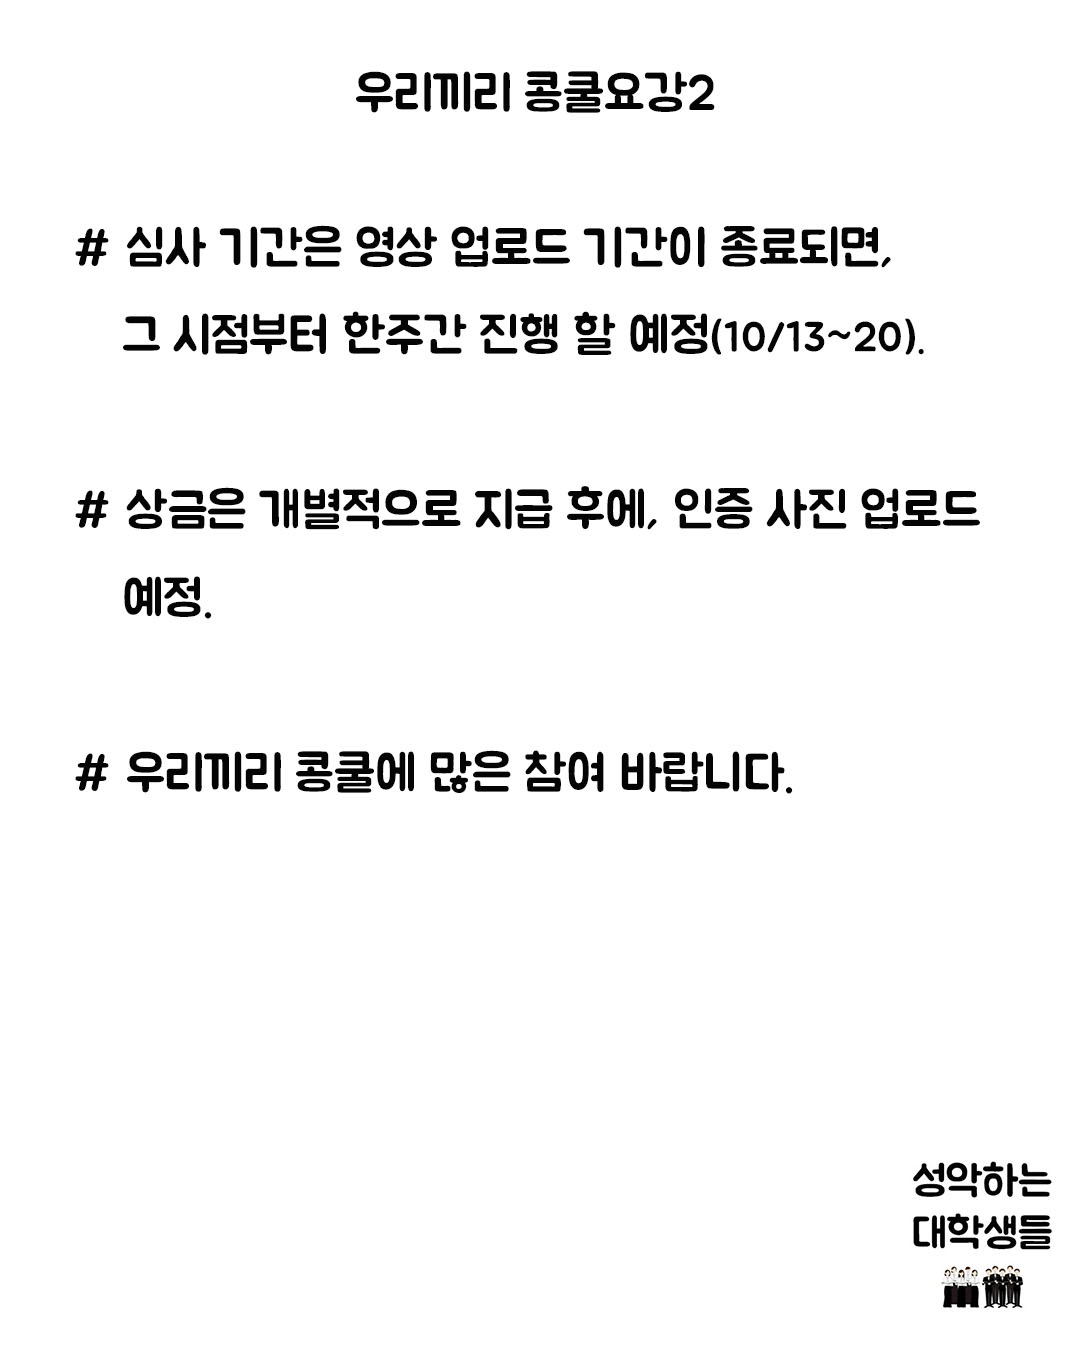 우리끼리 콩쿨요강2
# 심사 기간은 영상 업로드 기간이 종료되면,
그 시점부터 한주간 진행 할 예정(10/13~20).
# 상금은 개별적으로 지급 후에, 인증 사진 업로드
예정.
# 우리끼리 콩쿨에 많은 참여 바랍니다.
성악하는
대학생들